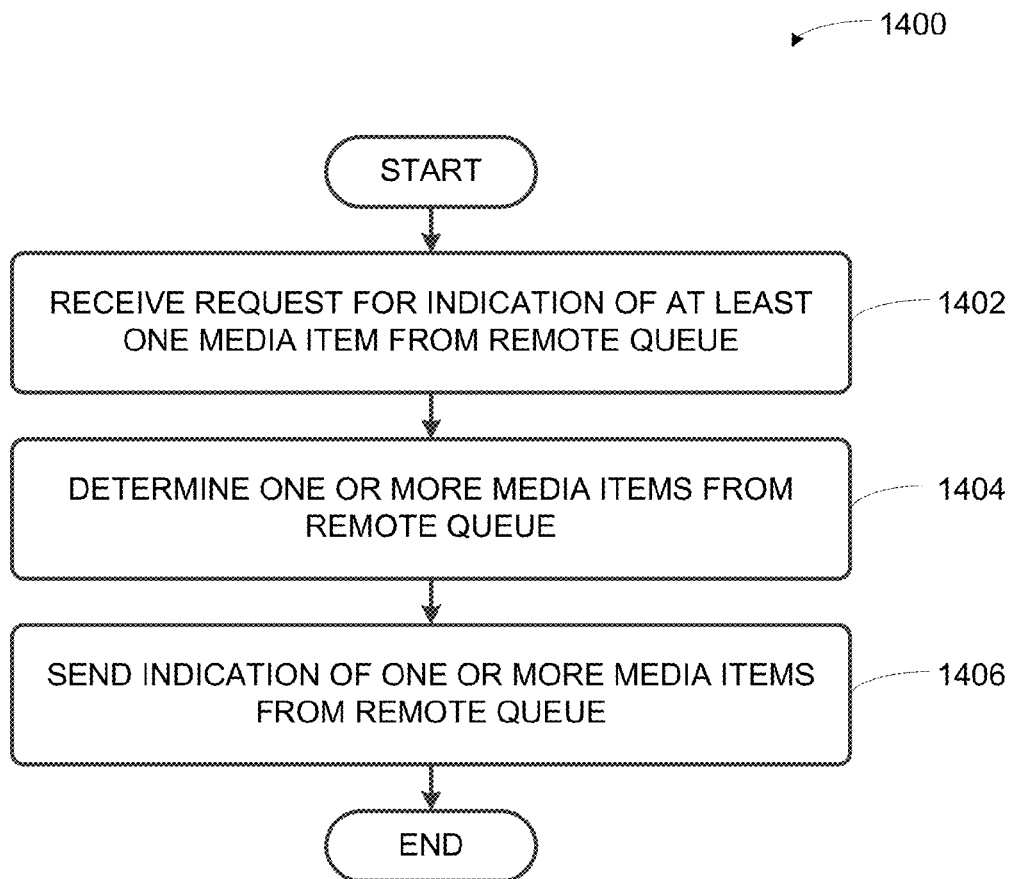 1400
START
RECEIVE REQUEST FOR INDICATION OF AT LEAST
ONE MEDIA ITEM FROM REMOTE QUEUE
1402
DETERMINE ONE OR MORE MEDIA ITEMS FROM
REMOTE QUEUE
1404
SEND INDICATION OF ONE OR MORE MEDIA ITEMS
FROM REMOTE QUEUE
1406
END